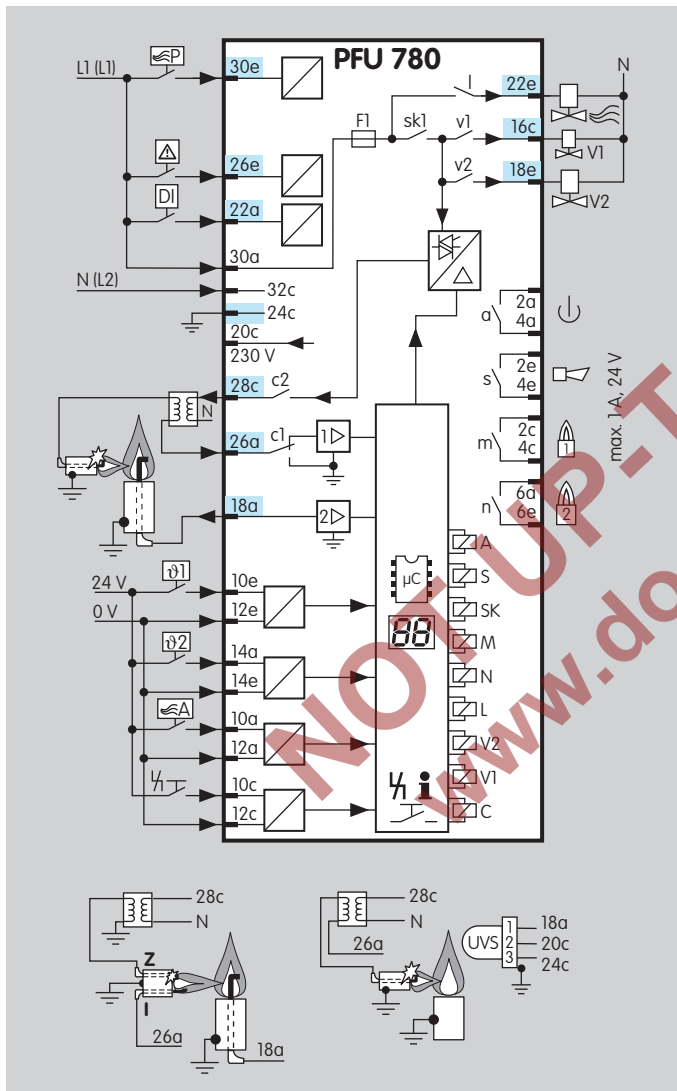 PFU 780
L1 (L1)
P
30e
26e
DI
22a
30a
N (L2)
32c
24c
20c
230 V
28c
c2
N
26a
c1
1
18a
2
F1
sk1
l
v1
v2
22e
16c
18e
N
V1
V2
a
2a
4a
s
2e
4e
m
2c
4c
1
n
6a
6e
2
max. 1 A, 24 V
24 V
0 V
ϑ1
10e
12e
ϑ2
14a
14e
A
10a
12a
10c
12c
µC
88
i
A
S
SK
M
N
L
V2
V1
C
NOT UP-T
www.do
28c
N
Z
I
26a
18a
28c
N
26a
UVS
1
2
3
18a
20c
24c